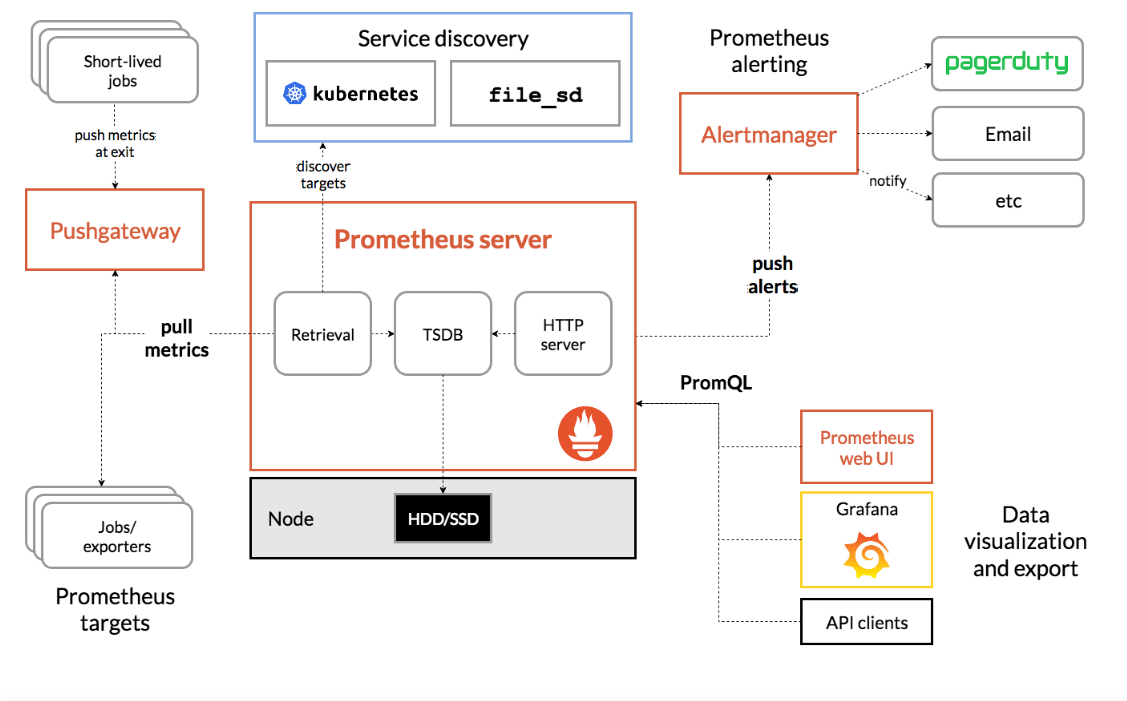 Short-lived
jobs
push metrics
at exit
Pushgateway
pull
metrics
Jobs/
exporters
Prometheus
targets
Service discovery
kubernetes
file_sd
discover
targets
Prometheus server
Retrieval
TSDB
HTTP
server
Node
HDD/SSD
Prometheus
alerting
Alertmanager
pagerduty
Email
notify
etc
push
alerts
PromQL
Prometheus
web UI
Grafana
API clients
Data
visualization
and export